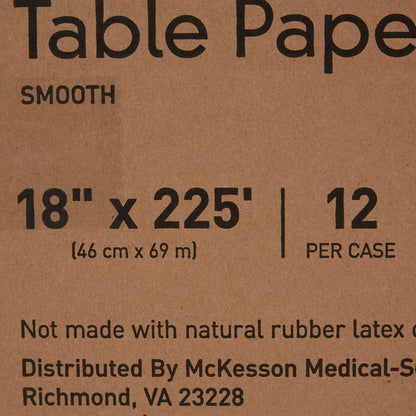 Table Pape
SMOOTH
18" x 225'
(46 cm x 69 m)
12
PER CASE
Not made with natural rubber latex
Distributed By McKesson Medical-S
Richmond, VA 23228